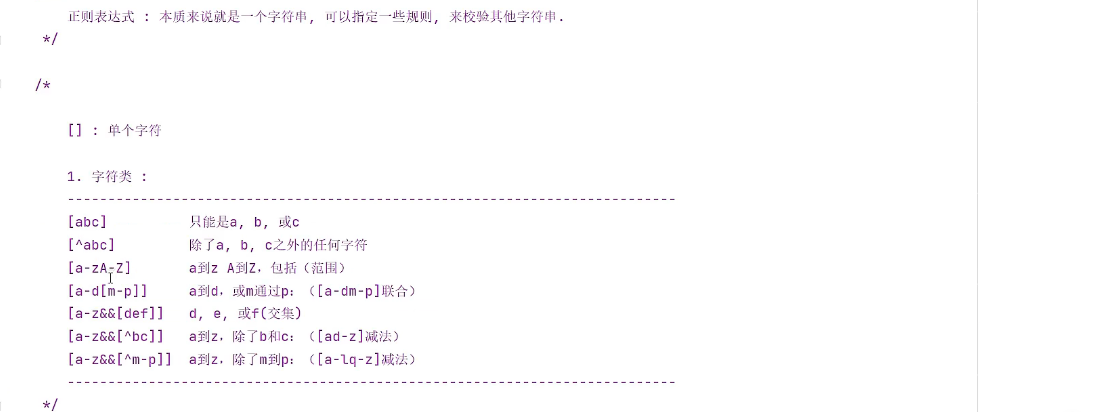 正则表达式 : 本质来说就是一个字符串, 可以指定一些规则, 来校验其他字符串.
*/
/*
[] : 单个字符
1. 字符类 :
---------------------------------------------------------------------------
[abc] 只能是a, b, 或c
[^abc] 除了a, b, c之外的任何字符
[a-zA-Z] a到z A到Z，包括（范围）
[a-d[m-p]] a到d，或m通过p：（[a-dm-p]联合）
[a-z&&[def]] d, e, 或f(交集)
[a-z&&[^bc]] a到z，除了b和c：（[ad-z]减法）
[a-z&&[^m-p]] a到z，除了m到p：（[a-lq-z]减法）
---------------------------------------------------------------------------
*/